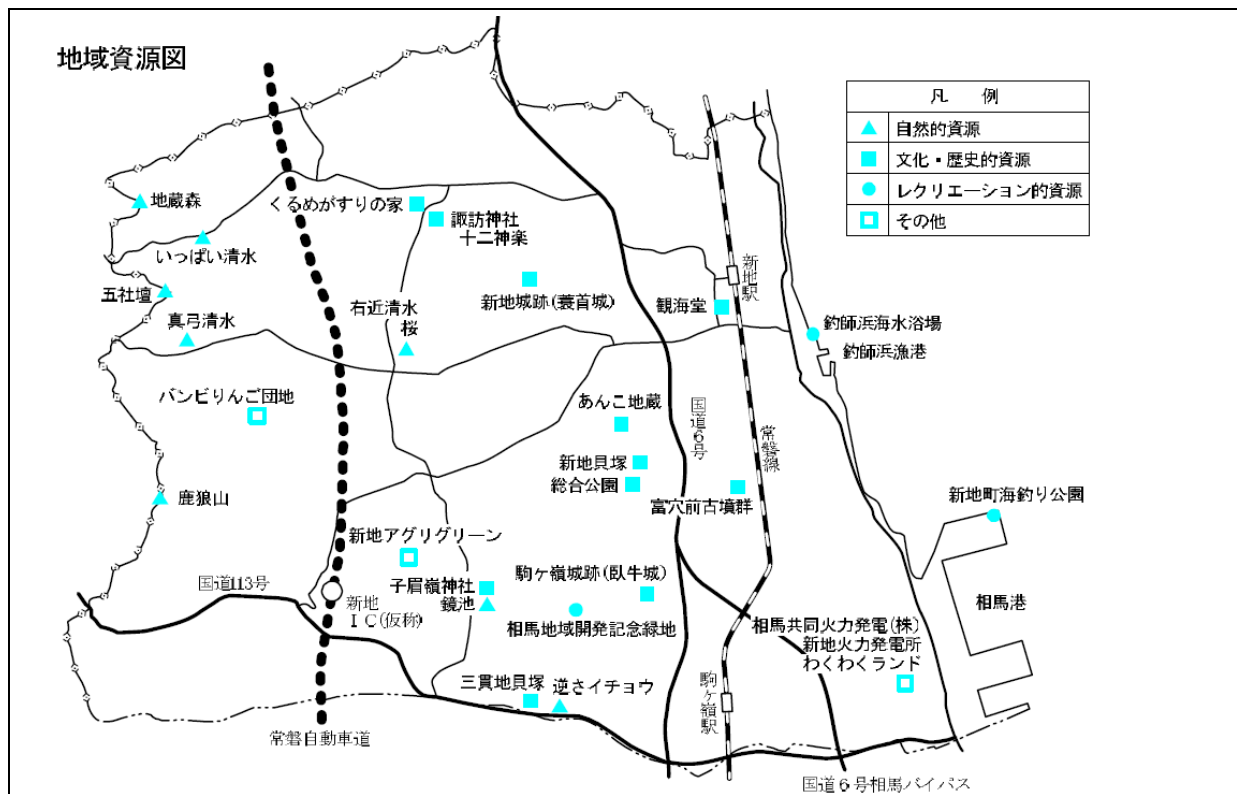 地域資源図
凡 例
自然的資源
文化・歴史的資源
レクリエーション的資源
その他
地蔵森
くるめがすりの家
諏訪神社
十二神楽
いっぱい清水
新地駅
五社壇
新地城跡(蓑首城)
観海堂
右近清水
桜
真弓清水
釣師浜海水浴場
釣師浜漁港
バンビりんご団地
あんこ地蔵
国道6号
常磐線
新地貝塚
総合公園
鹿狼山
富穴前古墳群
新地町海釣り公園
新地アグリグリーン
国道113号
子眉嶺神社
鏡池
駒ヶ嶺城跡(臥牛城)
新地
IC(仮称)
相馬地域開発記念緑地
相馬港
相馬共同火力発電(株)
新地火力発電所
わくわくランド
三貫地貝塚
逆さイチョウ
駒ヶ嶺駅
常磐自動車道
国道6号相馬バイパス